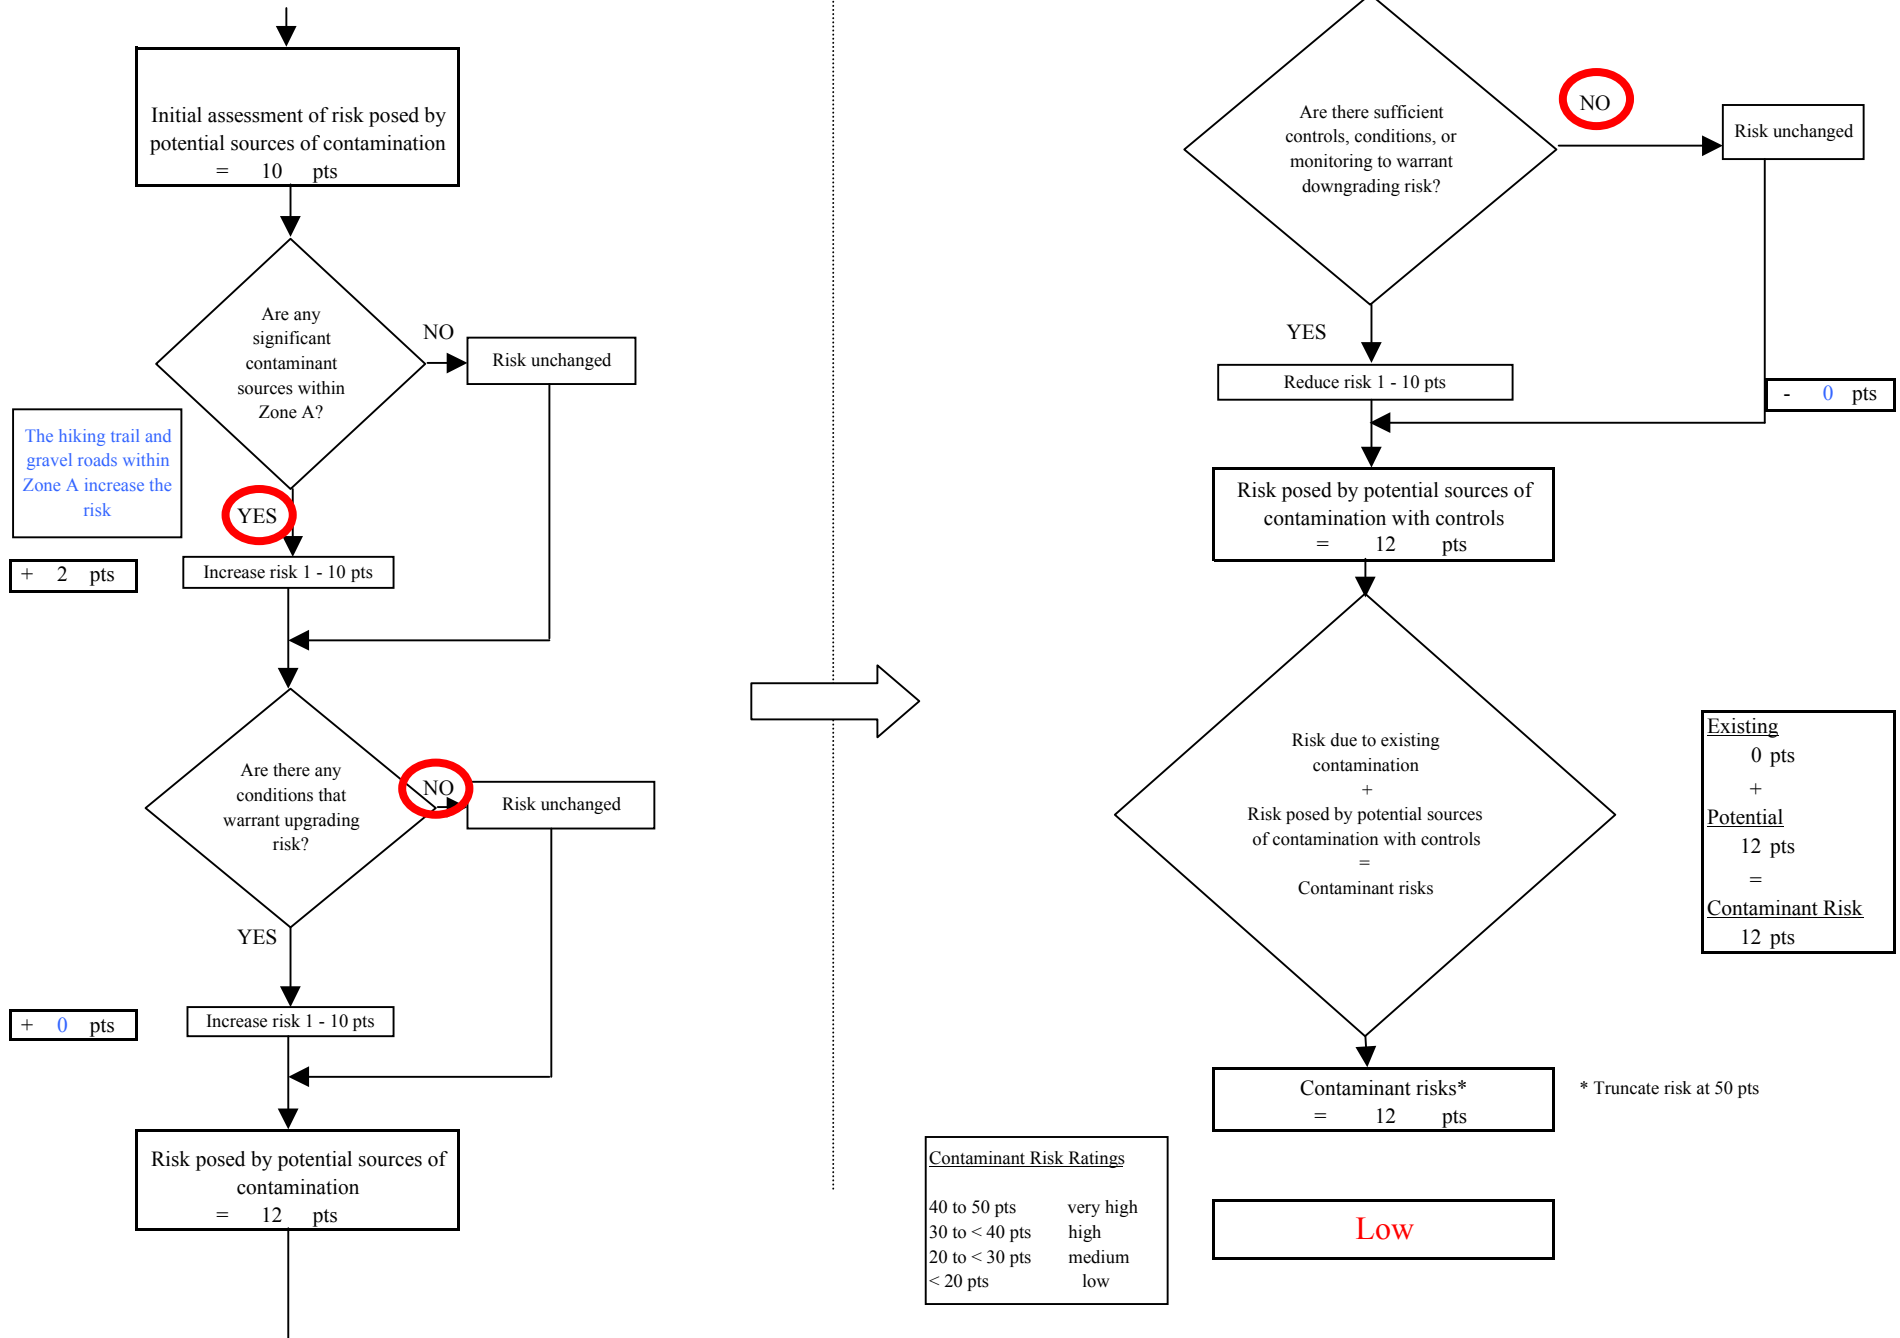 Initial assessment of risk posed by
potential sources of contamination
= 10 pts
Are any
significant
contaminant
sources within
Zone A?
NO
Risk unchanged
The hiking trail and
gravel roads within
Zone A increase the
risk
YES
+ 2 pts
Increase risk 1 - 10 pts
Are there any
conditions that
warrant upgrading
risk?
NO
Risk unchanged
YES
+ 0 pts
Increase risk 1 - 10 pts
Risk posed by potential sources of
contamination
= 12 pts
Are there sufficient
controls, conditions, or
monitoring to warrant
downgrading risk?
NO
Risk unchanged
YES
Reduce risk 1 - 10 pts
- 0 pts
Risk posed by potential sources of
contamination with controls
= 12 pts
Risk due to existing
contamination
+
Risk posed by potential sources
of contamination with controls
=
Contaminant risks
Existing
0 pts
+
Potential
12 pts
=
Contaminant Risk
12 pts
Contaminant risks*
= 12 pts
* Truncate risk at 50 pts
Contaminant Risk Ratings
40 to 50 pts very high
30 to < 40 pts high
20 to < 30 pts medium
< 20 pts low
Low